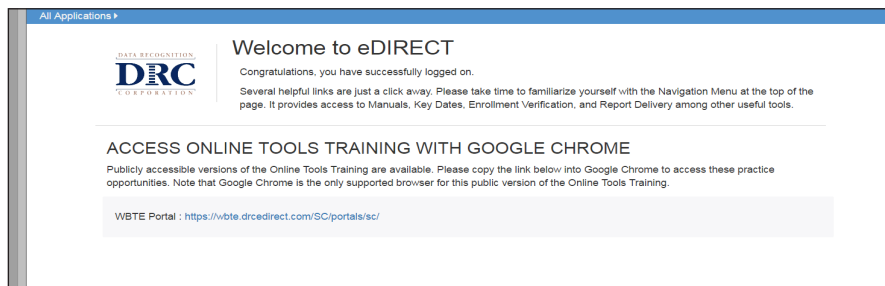 All Applications
DATA RECOGNITION
DRC
CORPORATION
Welcome to eDIRECT
Congratulations, you have successfully logged on.
Several helpful links are just a click away. Please take time to familiarize yourself with the Navigation Menu at the top of the
page. It provides access to Manuals, Key Dates, Enrollment Verification, and Report Delivery among other useful tools.
ACCESS ONLINE TOOLS TRAINING WITH GOOGLE CHROME
Publicly accessible versions of the Online Tools Training are available. Please copy the link below into Google Chrome to access these practice
opportunities. Note that Google Chrome is the only supported browser for this public version of the Online Tools Training.
WBTE Portal : https://wbte.drcedirect.com/SC/portals/sc/